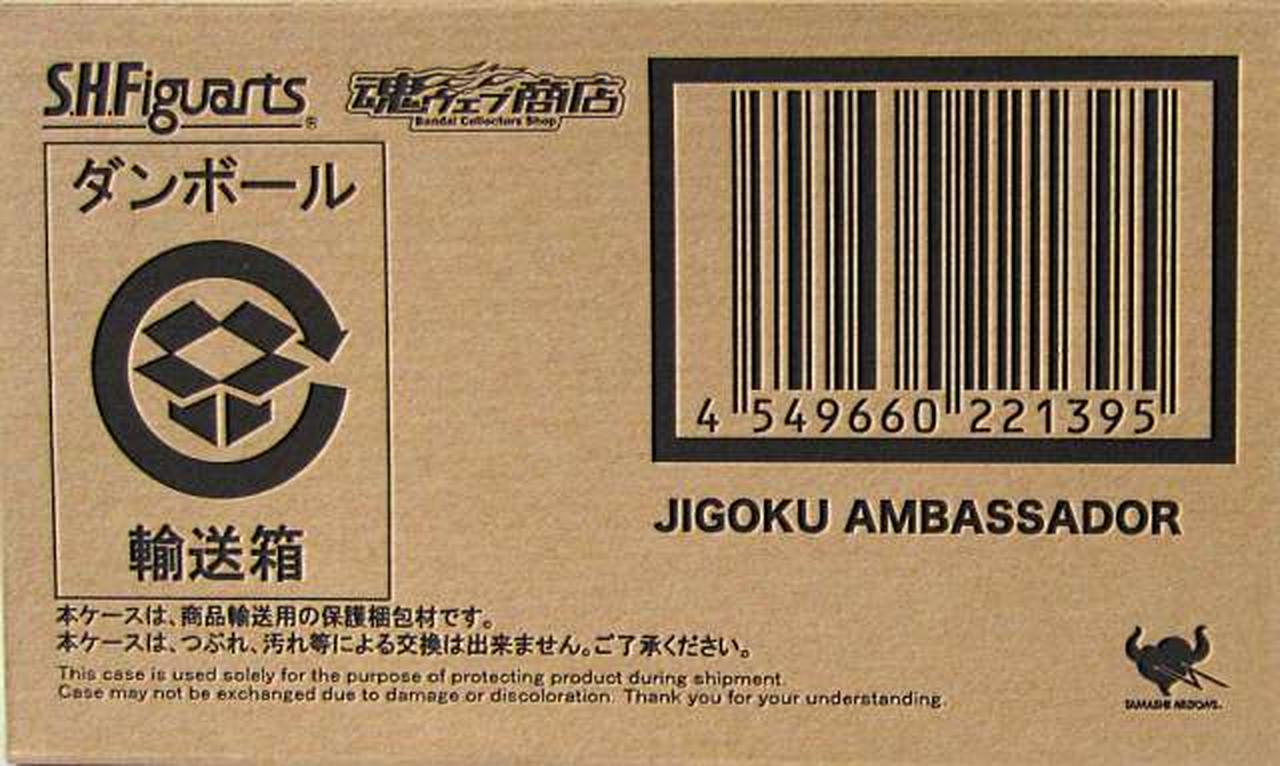 S.H.Figuarts®
魂ウェブ商店
Bandai Collectors Shop
ダンボール
輸送箱
4 549660 221395
JIGOKU AMBASSADOR
本ケースは、商品輸送用の保護梱包材です。
本ケースは、つぶれ、汚れ等による交換は出来ません。ご了承ください。
This case is used solely for the purpose of protecting product during shipment.
Case may not be exchanged due to damage or discoloration. Thank you for your understanding.
TAMASHII NATIONS